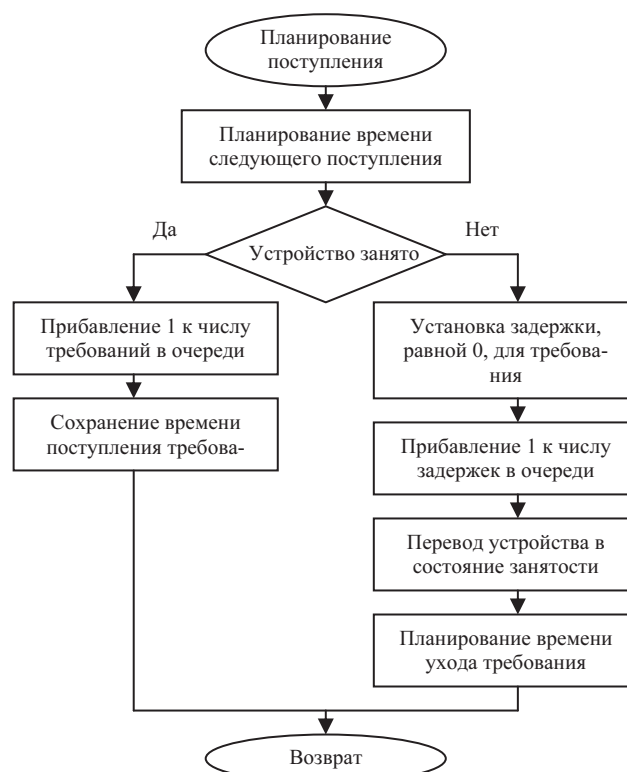 Планирование
поступления
Планирование времени
следующего поступления
Да
Устройство занято
Нет
Прибавление 1 к числу
требований в очереди
Сохранение времени
поступления требова-
Установка задержки,
равной 0, для требова-
ния
Прибавление 1 к числу
задержек в очереди
Перевод устройства в
состояние занятости
Планирование времени
ухода требования
Возврат